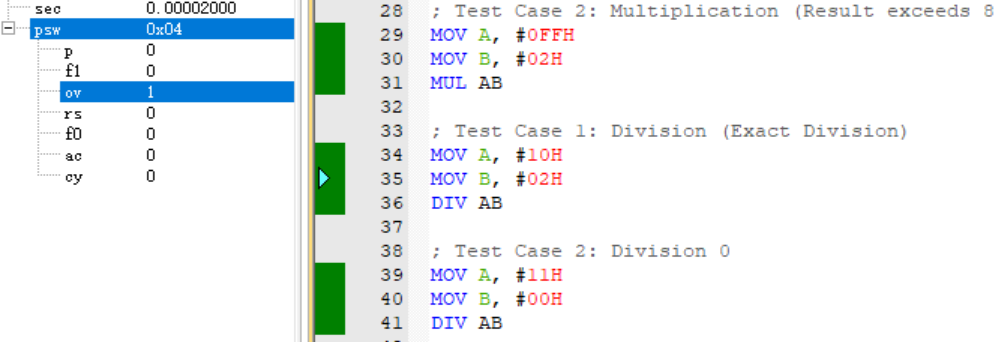 sec 0.00002000
psw 0x04
p 0
f1 0
ov 1
rs 0
f0 0
ac 0
cy 0
28 ; Test Case 2: Multiplication (Result exceeds 8
29 MOV A, #0FFH
30 MOV B, #02H
31 MUL AB
32
33 ; Test Case 1: Division (Exact Division)
34 MOV A, #10H
35 MOV B, #02H
36 DIV AB
37
38 ; Test Case 2: Division 0
39 MOV A, #11H
40 MOV B, #00H
41 DIV AB